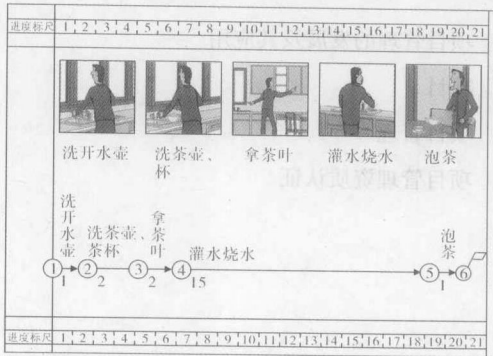 进度标尺 1 2 3 4 5 6 7 8 9 10 11 12 13 14 15 16 17 18 19 20 21
洗开水壶 洗茶壶、杯 拿茶叶 灌水烧水 泡茶
洗开水壶 洗茶壶、茶杯 拿茶叶 灌水烧水 泡茶
① ② ③ ④ ⑤ ⑥
1 2 2 15 1
进度标尺 1 2 3 4 5 6 7 8 9 10 11 12 13 14 15 16 17 18 19 20 21